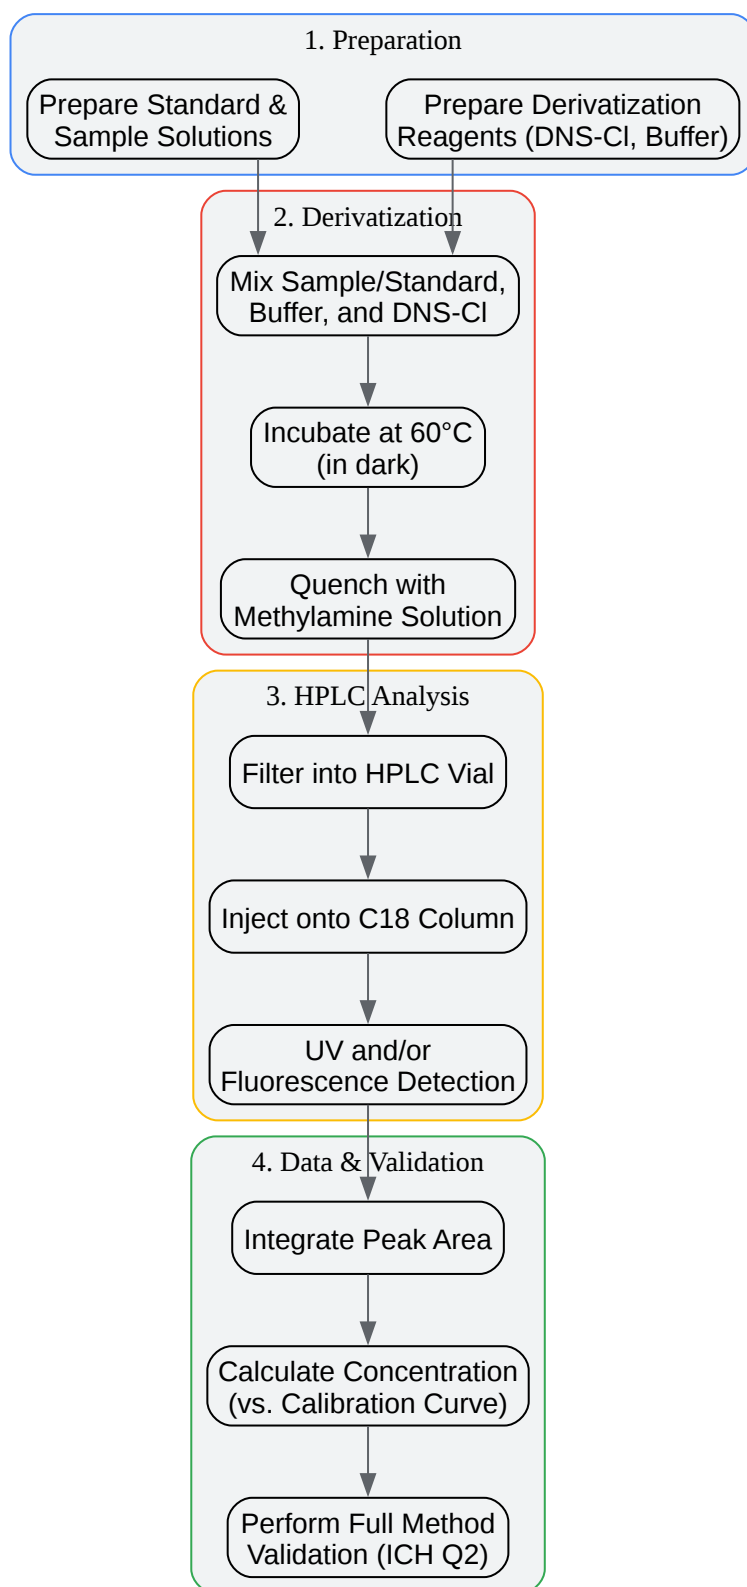 1. Preparation
Prepare Standard &
Sample Solutions
Prepare Derivatization
Reagents (DNS-Cl, Buffer)
2. Derivatization
Mix Sample/Standard,
Buffer, and DNS-Cl
Incubate at 60°C
(in dark)
Quench with
Methylamine Solution
3. HPLC Analysis
Filter into HPLC Vial
Inject onto C18 Column
UV and/or
Fluorescence Detection
4. Data & Validation
Integrate Peak Area
Calculate Concentration
(vs. Calibration Curve)
Perform Full Method
Validation (ICH Q2)